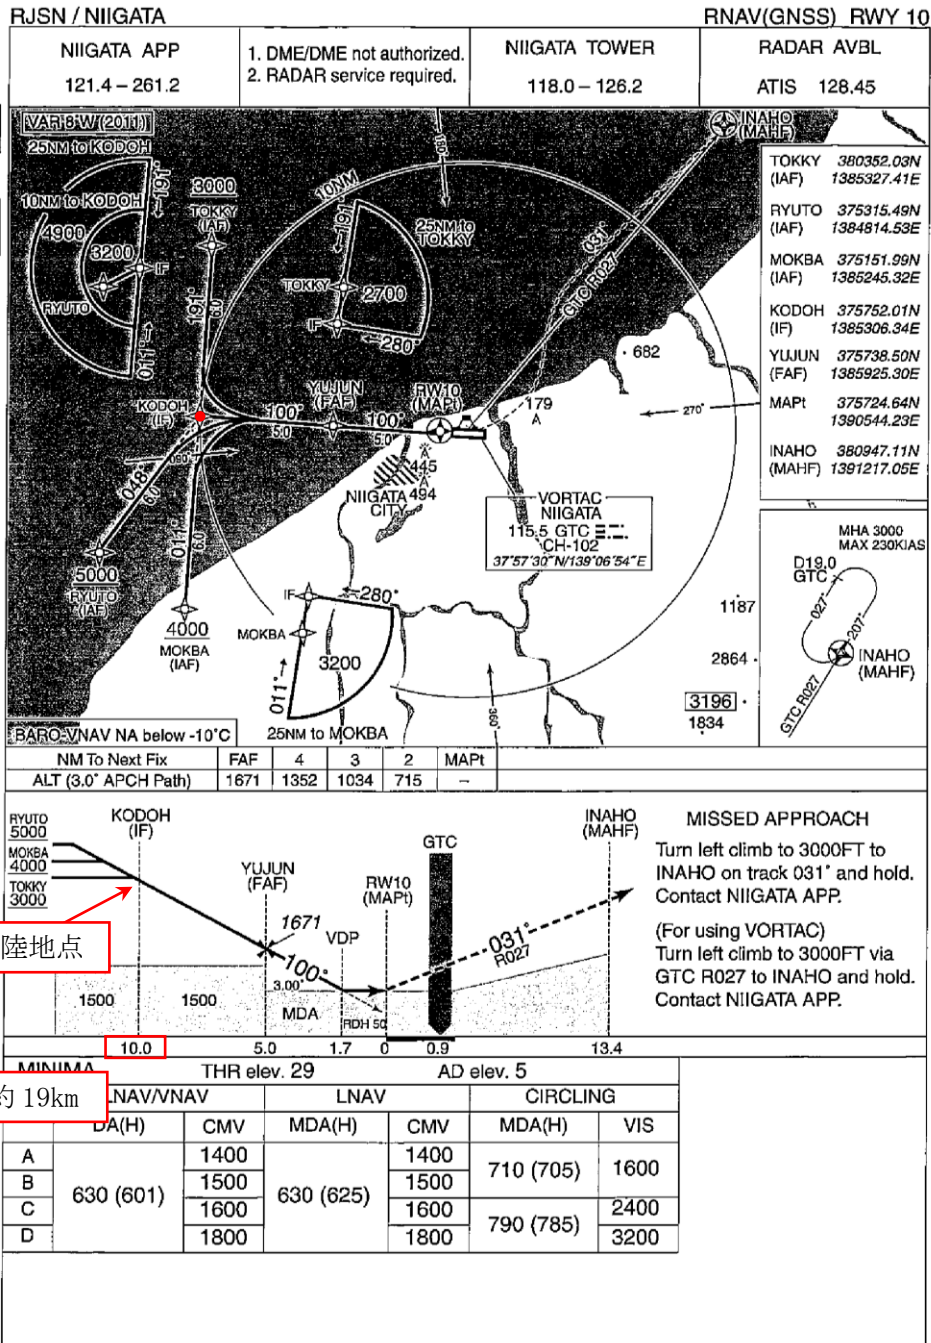 RJSN / NIIGATA
RNAV(GNSS) RWY 10
NIIGATA APP
121.4 – 261.2
1. DME/DME not authorized.
2. RADAR service required.
NIIGATA TOWER
118.0 – 126.2
RADAR AVBL
ATIS 128.45
VAR 8°W (2011)
25NM to KODOH
191°
10NM to KODOH
4900
3200
IF
RYUTO
011°
3000
TOKKY
(IAF)
191°
6.0
10NM
180°
191°
25NM to
TOKKY
TOKKY
2700
IF
280°
INAHO
(MAHF)
031°
GTC R027
682
KODOH
(IF)
YUJUN
(FAF)
RW10
(MAPt)
100°
5.0
100°
5.0
179
270°
090°
048°
6.0
011°
6.0
445
494
NIIGATA
CITY
VORTAC
NIIGATA
115.5 GTC
CH-102
37°57'30"N/139°06'54"E
5000
RYUTO
(IAF)
4000
MOKBA
(IAF)
IF
280°
MOKBA
3200
011°
25NM to MOKBA
360°
1187
2864
3196
1834
BARO-VNAV NA below -10°C
TOKKY 380352.03N
(IAF) 1385327.41E
RYUTO 375315.49N
(IAF) 1384814.53E
MOKBA 375151.99N
(IAF) 1385245.32E
KODOH 375752.01N
(IF) 1385306.34E
YUJUN 375738.50N
(FAF) 1385925.30E
MAPt 375724.64N
1390544.23E
INAHO 380947.11N
(MAHF) 1391217.05E
MHA 3000
MAX 230KIAS
D19.0
GTC
027°
207°
INAHO
(MAHF)
GTC R027
NM To Next Fix FAF 4 3 2 MAPt
ALT (3.0° APCH Path) 1671 1352 1034 715 –
RYUTO
5000
MOKBA
4000
TOKKY
3000
KODOH
(IF)
YUJUN
(FAF)
1671
VDP
RW10
(MAPt)
GTC
INAHO
(MAHF)
陸地点
100°
3.00°
MDA
RDH 50
031°
R027
1500
1500
10.0 5.0 1.7 0 0.9 13.4
MISSED APPROACH
Turn left climb to 3000FT to
INAHO on track 031° and hold.
Contact NIIGATA APP.
(For using VORTAC)
Turn left climb to 3000FT via
GTC R027 to INAHO and hold.
Contact NIIGATA APP.
MINIMA THR elev. 29 AD elev. 5
約 19km
LNAV/VNAV LNAV CIRCLING
DA(H) CMV MDA(H) CMV MDA(H) VIS
A 630 (601) 1400 630 (625) 1400 710 (705) 1600
B 1500 1500
C 1600 1600 790 (785) 2400
D 1800 1800 3200